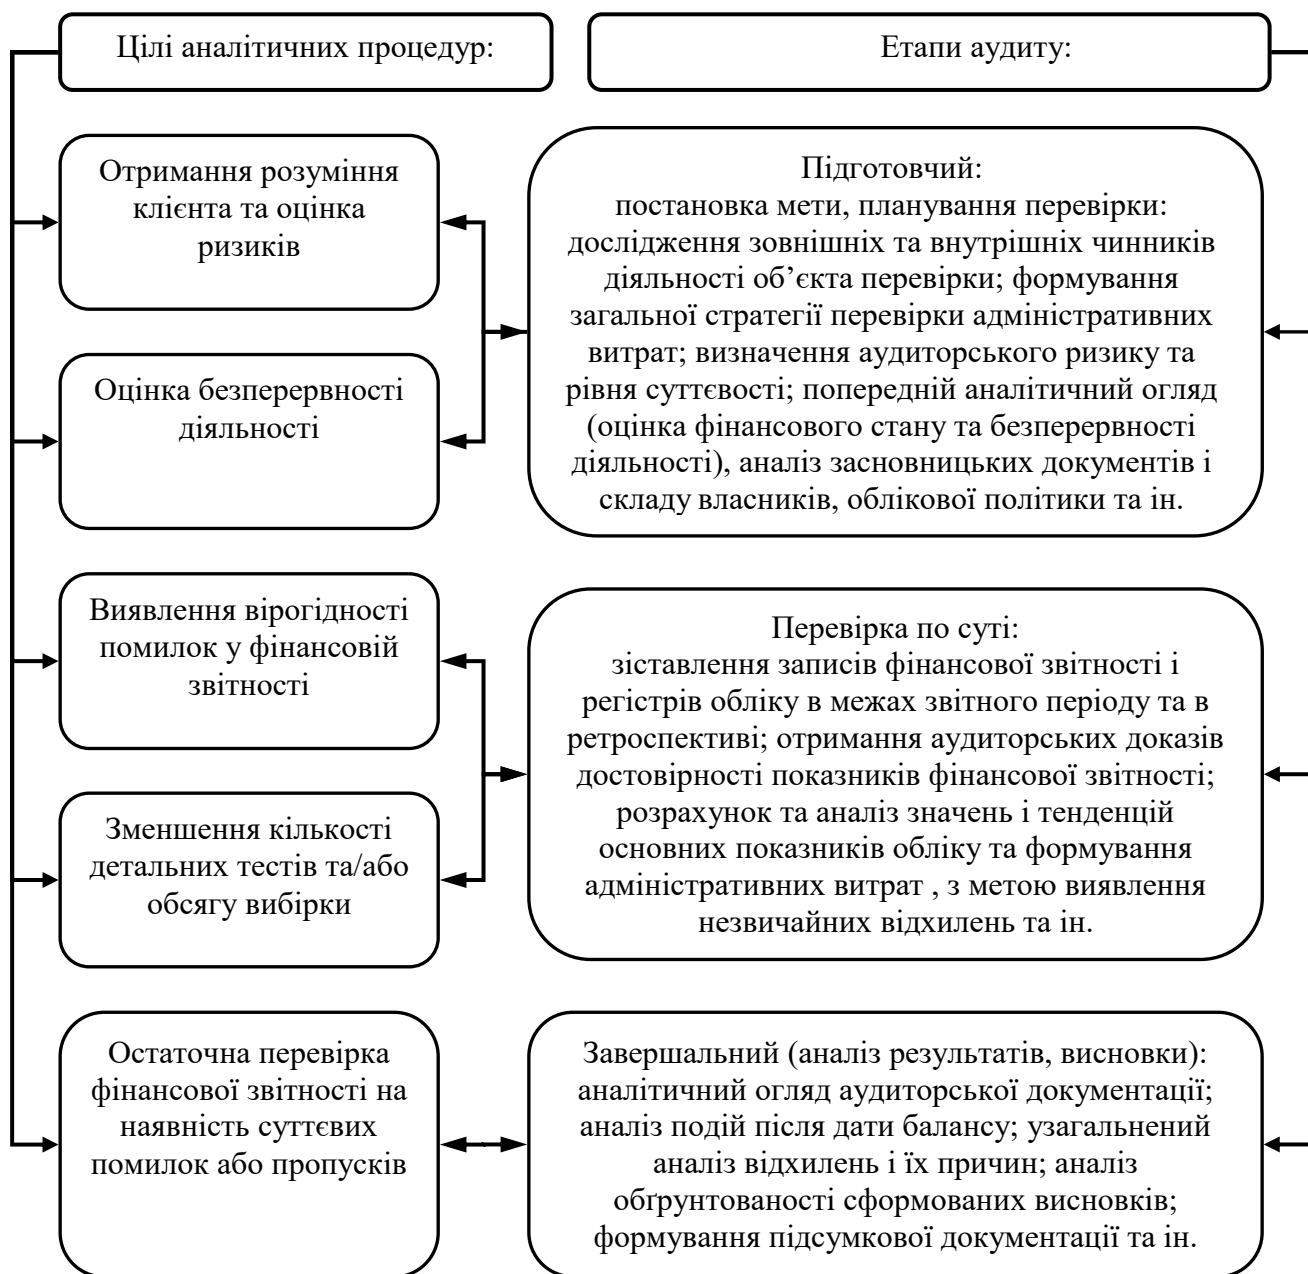 Цілі аналітичних процедур:
Етапи аудиту:
Отримання розуміння
клієнта та оцінка
ризиків
Оцінка безперервності
діяльності
Підготовчий:
постановка мети, планування перевірки:
дослідження зовнішніх та внутрішніх чинників
діяльності об’єкта перевірки; формування
загальної стратегії перевірки адміністративних
витрат; визначення аудиторського ризику та
рівня суттєвості; попередній аналітичний огляд
(оцінка фінансового стану та безперервності
діяльності), аналіз засновницьких документів і
складу власників, облікової політики та ін.
Виявлення вірогідності
помилок у фінансовій
звітності
Зменшення кількості
детальних тестів та/або
обсягу вибірки
Перевірка по суті:
зіставлення записів фінансової звітності і
регістрів обліку в межах звітного періоду та в
ретроспективі; отримання аудиторських доказів
достовірності показників фінансової звітності;
розрахунок та аналіз значень і тенденцій
основних показників обліку та формування
адміністративних витрат , з метою виявлення
незвичайних відхилень та ін.
Остаточна перевірка
фінансової звітності на
наявність суттєвих
помилок або пропусків
Завершальний (аналіз результатів, висновки):
аналітичний огляд аудиторської документації;
аналіз подій після дати балансу; узагальнений
аналіз відхилень і їх причин; аналіз
обґрунтованості сформованих висновків;
формування підсумкової документації та ін.